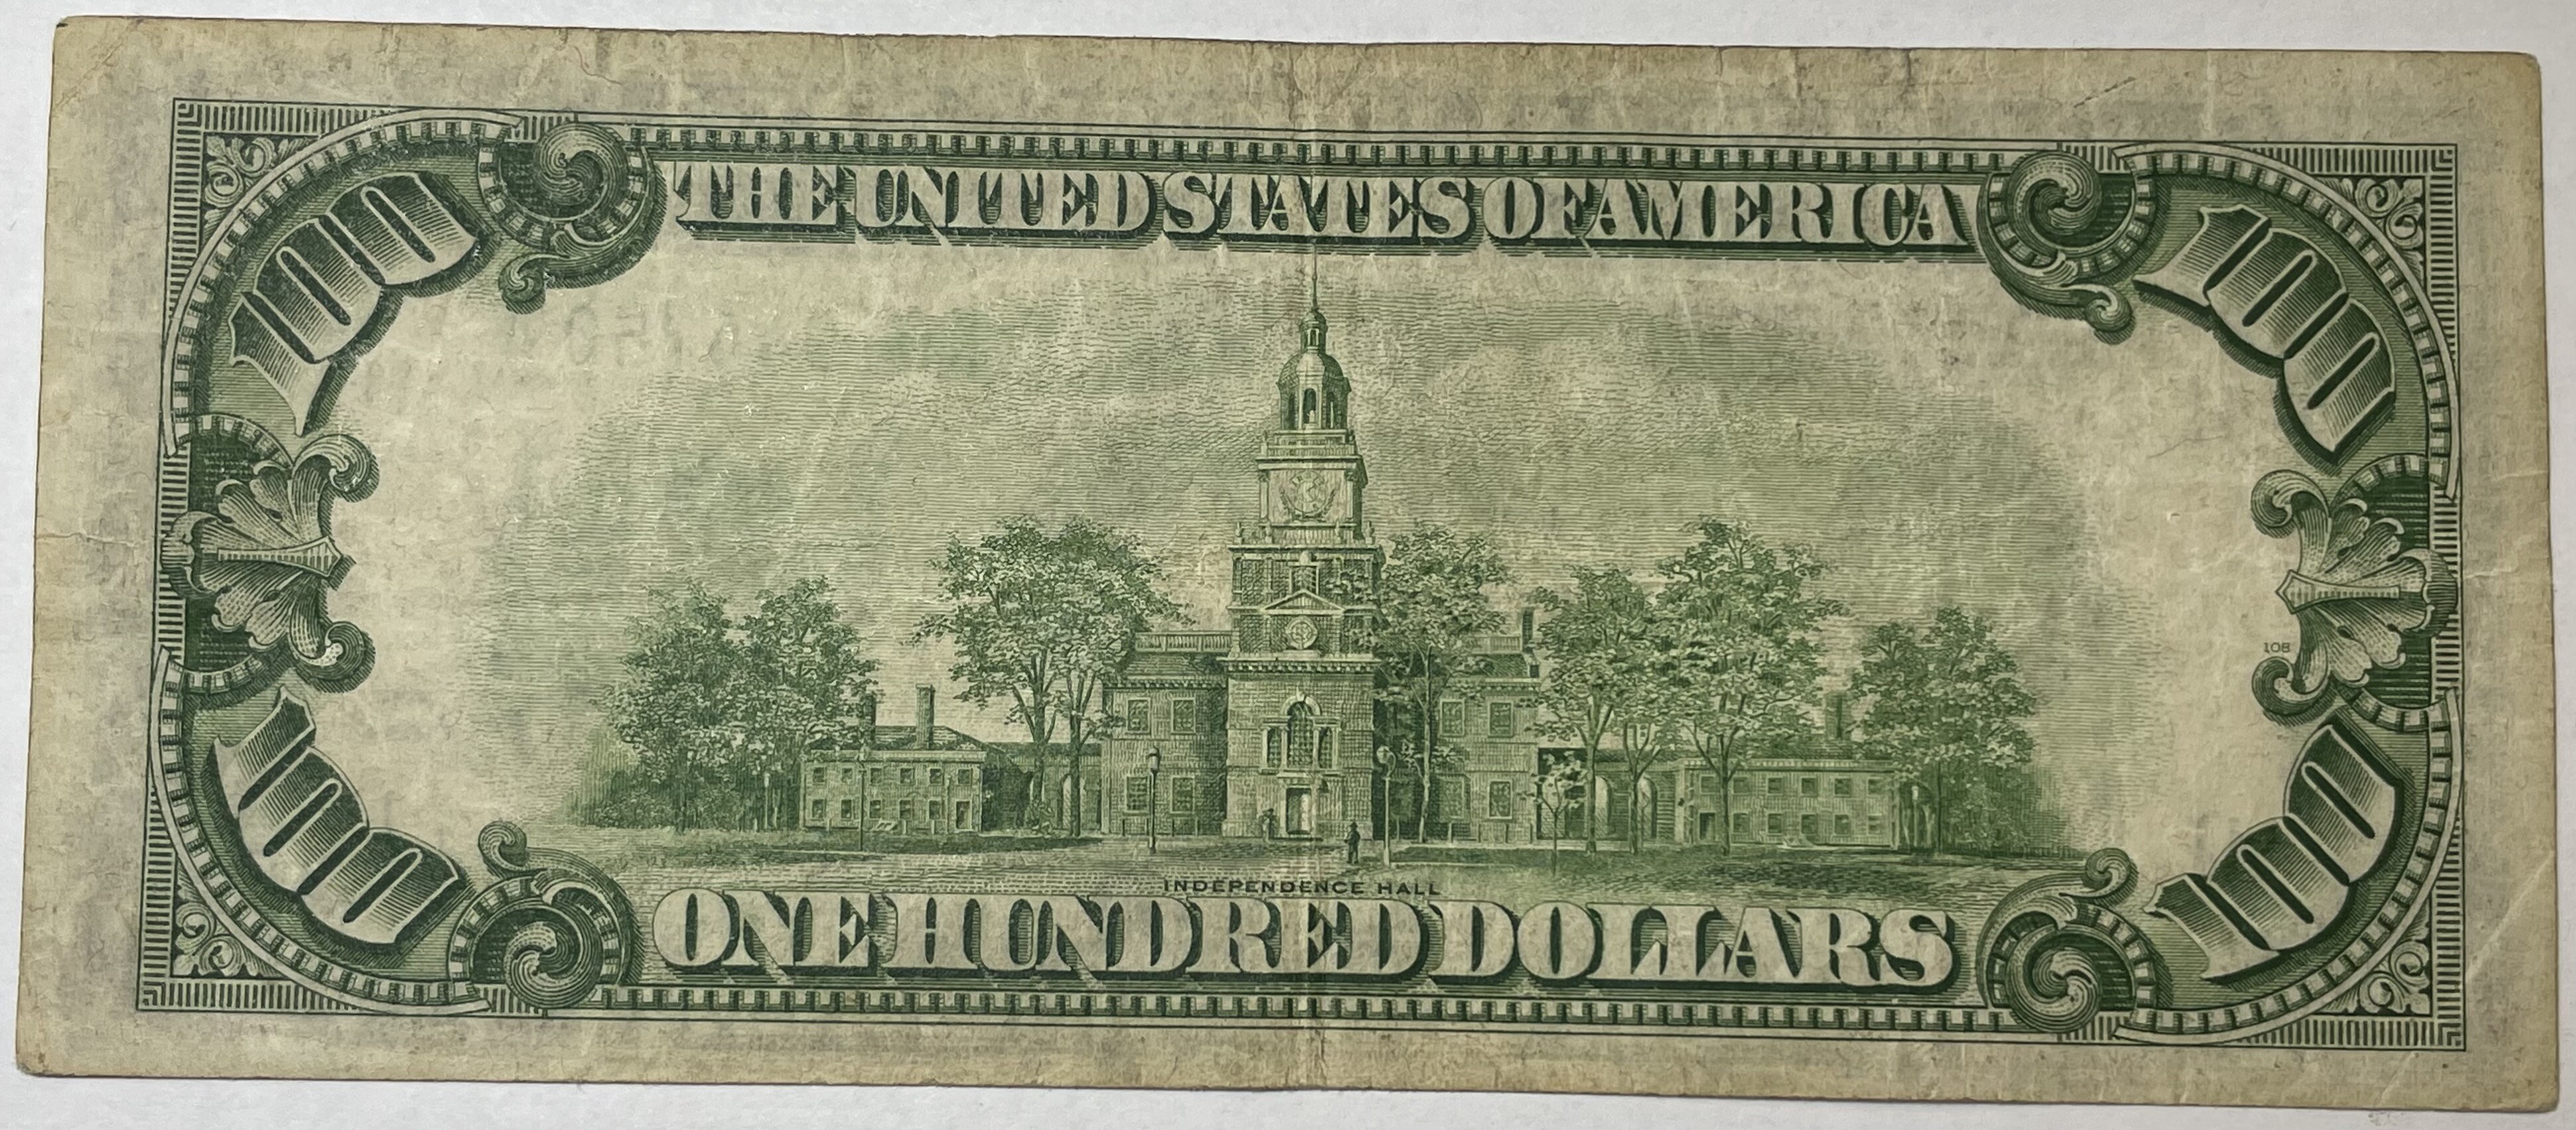 100
THE UNITED STATES OF AMERICA
100
108
100
INDEPENDENCE HALL
ONE HUNDRED DOLLARS
100